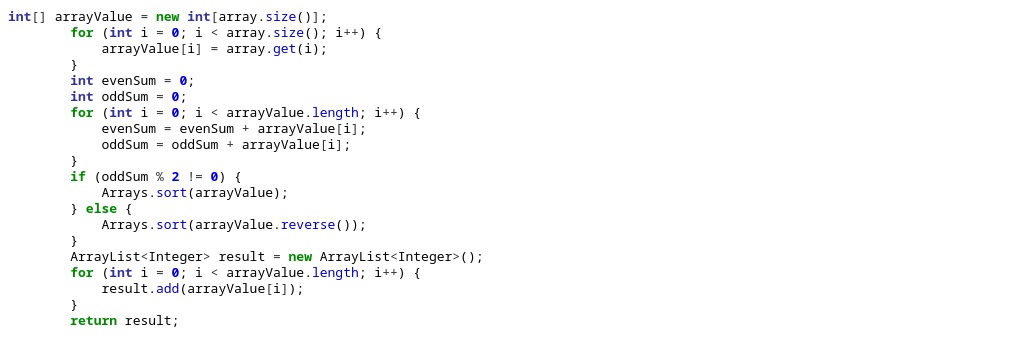 int[] arrayValue = new int[array.size()];
        for (int i = 0; i < array.size(); i++) {
            arrayValue[i] = array.get(i);
        }
        int evenSum = 0;
        int oddSum = 0;
        for (int i = 0; i < arrayValue.length; i++) {
            evenSum = evenSum + arrayValue[i];
            oddSum = oddSum + arrayValue[i];
        }
        if (oddSum % 2 != 0) {
            Arrays.sort(arrayValue);
        } else {
            Arrays.sort(arrayValue.reverse());
        }
        ArrayList<Integer> result = new ArrayList<Integer>();
        for (int i = 0; i < arrayValue.length; i++) {
            result.add(arrayValue[i]);
        }
        return result;